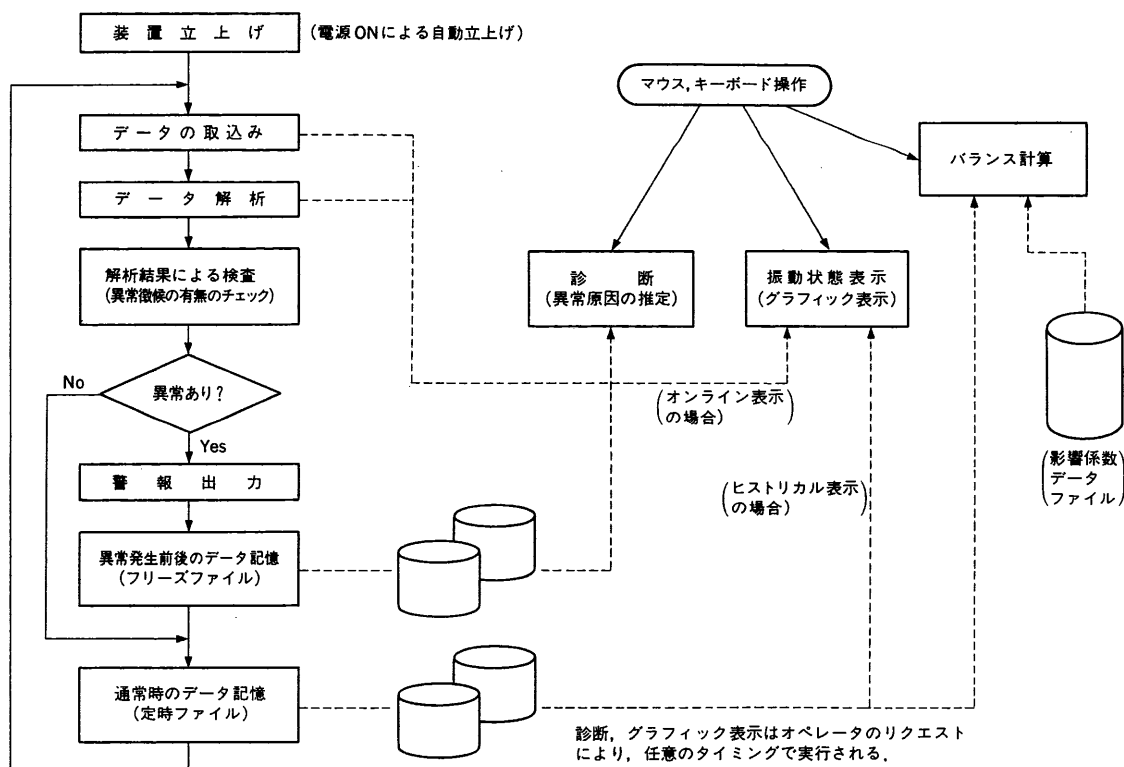 装置立上げ
(電源ONによる自動立上げ)
データの取込み
データ解析
解析結果による検査
(異常徴候の有無のチェック)
異常あり?
No
Yes
警報出力
異常発生前後のデータ記憶
(フリーズファイル)
通常時のデータ記憶
(定時ファイル)
マウス,キーボード操作
バランス計算
診断
(異常原因の推定)
振動状態表示
(グラフィック表示)
(オンライン表示
の場合)
(ヒストリカル表示
の場合)
(影響係数
データ
ファイル)
診断,グラフィック表示はオペレータのリクエスト
により,任意のタイミングで実行される.